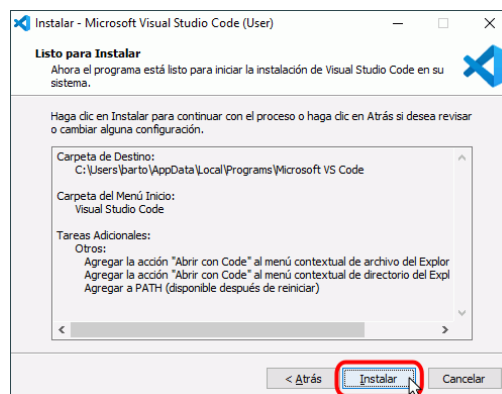 Instalar - Microsoft Visual Studio Code (User)
Listo para Instalar
Ahora el programa está listo para iniciar la instalación de Visual Studio Code en su
sistema.
Haga clic en Instalar para continuar con el proceso o haga clic en Atrás si desea revisar
o cambiar alguna configuración.
Carpeta de Destino:
C:\Users\barto\AppData\Local\Programs\Microsoft VS Code
Carpeta del Menú Inicio:
Visual Studio Code
Tareas Adicionales:
Otros:
Agregar la acción "Abrir con Code" al menú contextual de archivo del Explor
Agregar la acción "Abrir con Code" al menú contextual de directorio del Expl
Agregar a PATH (disponible después de reiniciar)
< Atrás
Instalar
Cancelar